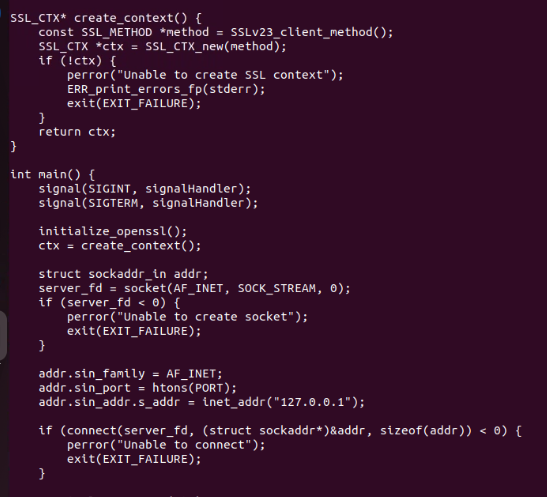 SSL_CTX* create_context() {
    const SSL_METHOD *method = SSLv23_client_method();
    SSL_CTX *ctx = SSL_CTX_new(method);
    if (!ctx) {
        perror("Unable to create SSL context");
        ERR_print_errors_fp(stderr);
        exit(EXIT_FAILURE);
    }
    return ctx;
}

int main() {
    signal(SIGINT, signalHandler);
    signal(SIGTERM, signalHandler);

    initialize_openssl();
    ctx = create_context();

    struct sockaddr_in addr;
    server_fd = socket(AF_INET, SOCK_STREAM, 0);
    if (server_fd < 0) {
        perror("Unable to create socket");
        exit(EXIT_FAILURE);
    }

    addr.sin_family = AF_INET;
    addr.sin_port = htons(PORT);
    addr.sin_addr.s_addr = inet_addr("127.0.0.1");

    if (connect(server_fd, (struct sockaddr*)&addr, sizeof(addr)) < 0) {
        perror("Unable to connect");
        exit(EXIT_FAILURE);
    }